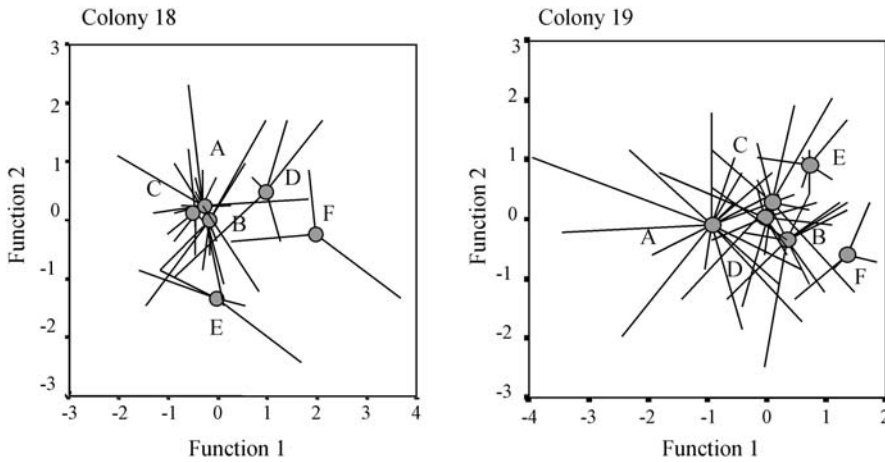 Colony 18
3
2
1
0
-1
-2
-3
Function 2
A
C
D
B
F
E
-3 -2 -1 0 1 2 3 4
Function 1
Colony 19
3
2
1
0
-1
-2
-3
Function 2
C
E
A
B
D
F
-4 -3 -2 -1 0 1 2
Function 1